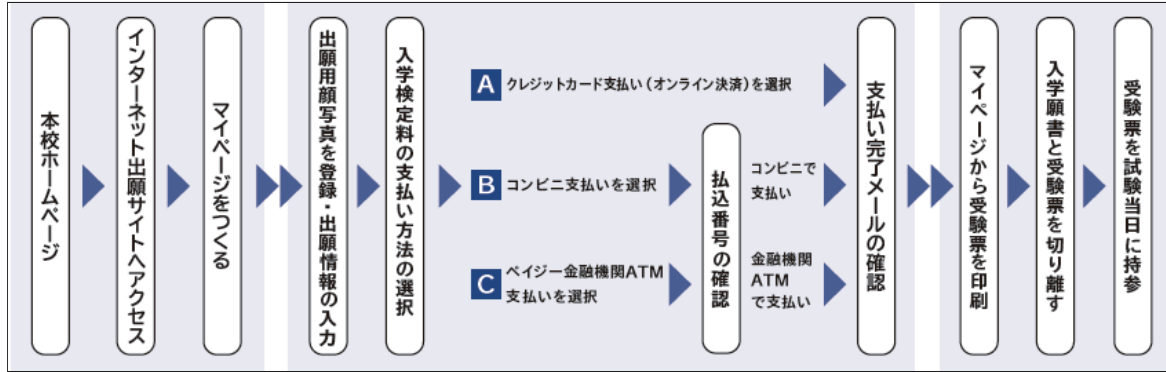 本校ホームページ
インターネット出願サイトへアクセス
マイページをつくる
出願用顔写真を登録・出願情報の入力
入学検定料の支払い方法の選択
A クレジットカード支払い（オンライン決済）を選択
B コンビニ支払いを選択
C ペイジー金融機関ATM
支払いを選択
払込番号の確認
コンビニで
支払い
金融機関
ATM
で支払い
支払い完了メールの確認
マイページから受験票を印刷
入学願書と受験票を切り離す
受験票を試験当日に持参